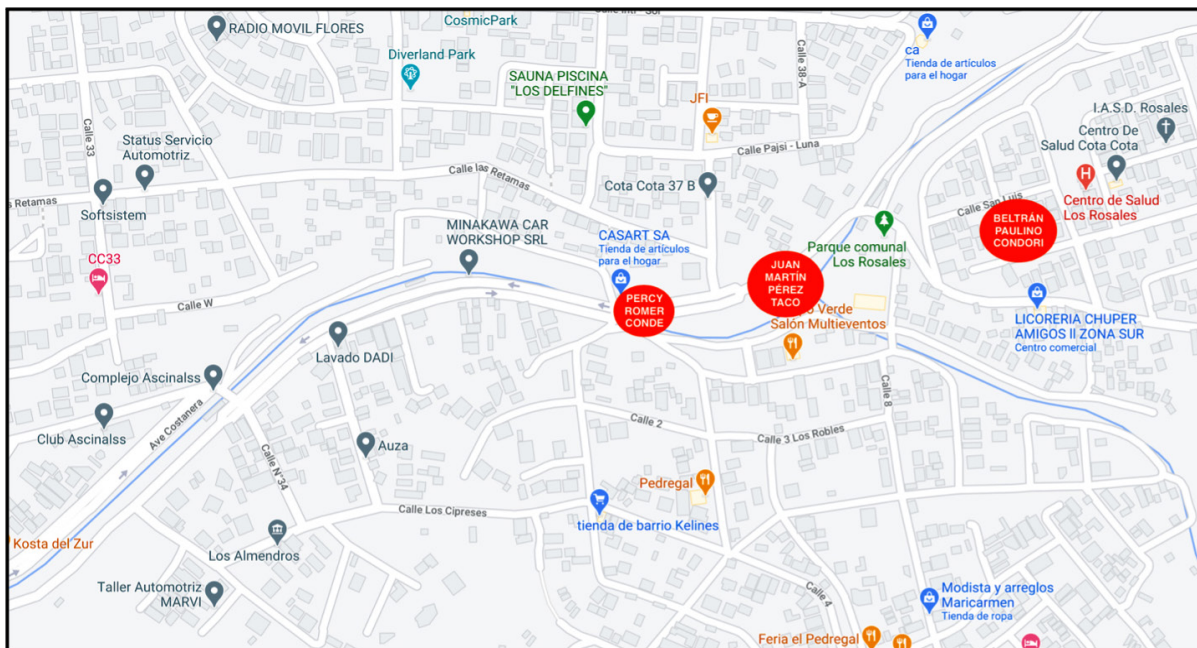 CosmicPark
RADIO MOVIL FLORES
Diverland Park
SAUNA PISCINA
"LOS DELFINES"
JFI
Calle 38-A
ca
Tienda de artículos
para el hogar
I.A.S.D. Rosales
Centro De
Salud Cota Cota
Calle 33
Status Servicio
Automotriz
Calle las Retamas
Calle Pajsi - Luna
Cota Cota 37 B
Centro de Salud
Los Rosales
Calle San Luis
Retamas
Softsistem
MINAKAWA CAR
WORKSHOP SRL
CASART SA
Tienda de artículos
para el hogar
Parque comunal
Los Rosales
BELTRÁN
PAULINO
CONDORI
CC33
Calle W
PERCY
ROMER
CONDE
JUAN
MARTÍN
PÉREZ
TACO
Verde
Salón Multieventos
LICORERIA CHUPER
AMIGOS II ZONA SUR
Centro comercial
Lavado DADI
Complejo Ascinalss
Ave Costanera
Club Ascinalss
Calle N°34
Auza
Calle 2
Calle 3 Los Robles
Calle 8
Pedregal
Calle Los Cipreses
tienda de barrio Kelines
Kosta del Zur
Los Almendros
Taller Automotriz
MARVI
Calle 4
Modista y arreglos
Maricarmen
Tienda de ropa
Feria el Pedregal